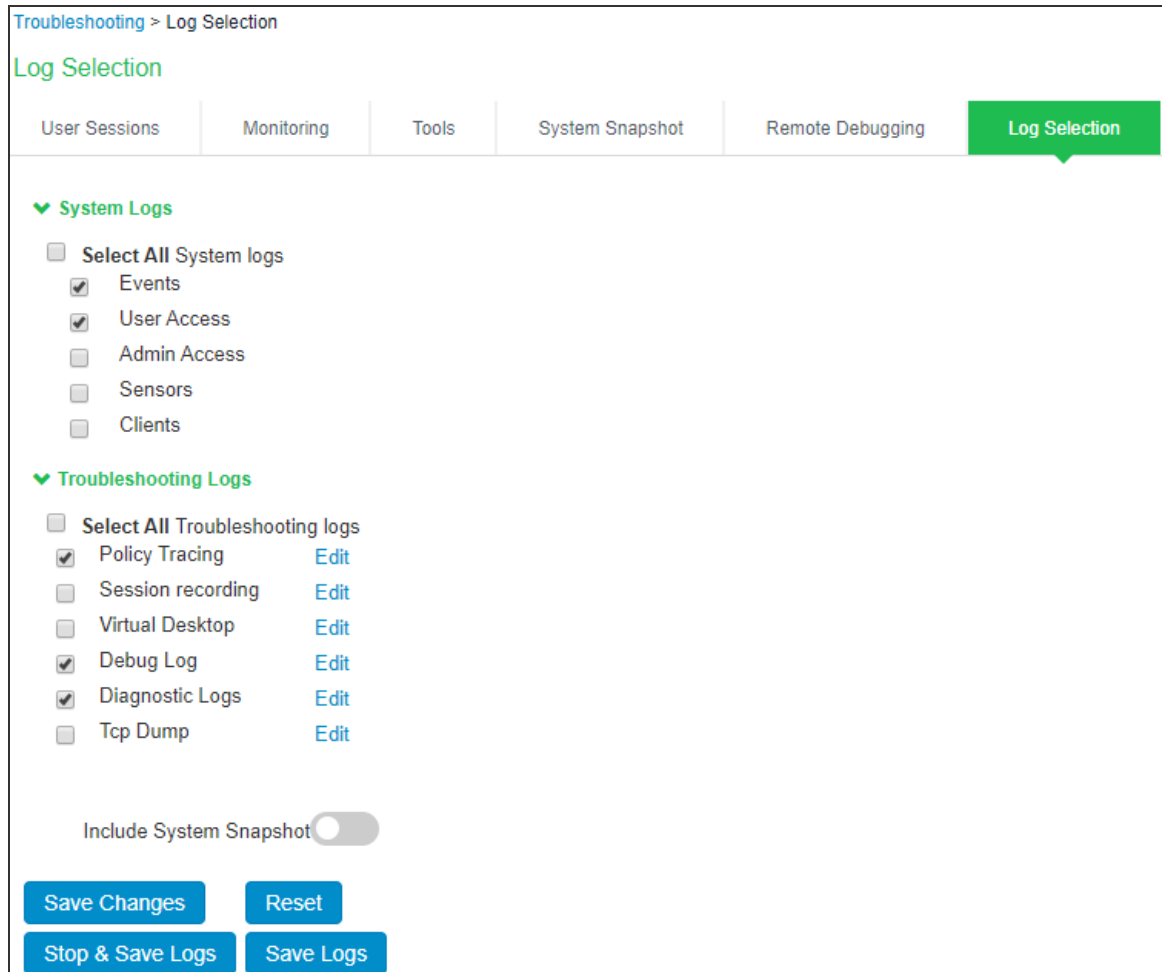 Troubleshooting > Log Selection
Log Selection
User Sessions
Monitoring
Tools
System Snapshot
Remote Debugging
Log Selection
System Logs
Select All System logs
Events
User Access
Admin Access
Sensors
Clients
Troubleshooting Logs
Select All Troubleshooting logs
Policy Tracing Edit
Session recording Edit
Virtual Desktop Edit
Debug Log Edit
Diagnostic Logs Edit
Tcp Dump Edit
Include System Snapshot
Save Changes Reset
Stop & Save Logs Save Logs